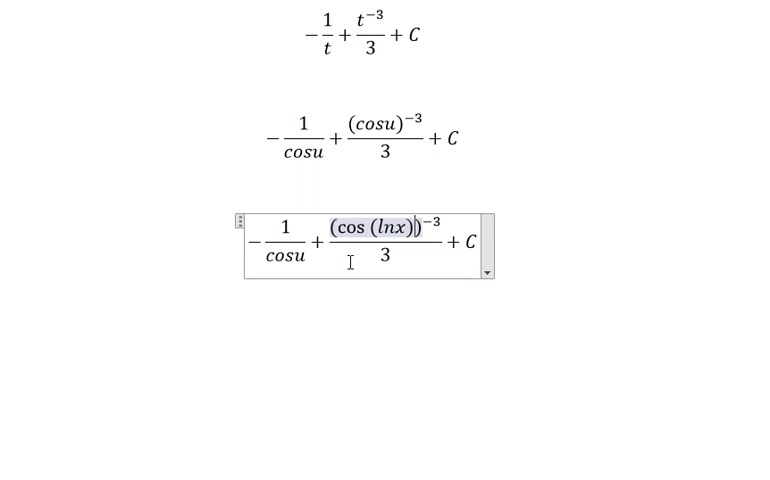 −1/t + t⁻³/3 + C
−1/cosu + (cosu)⁻³/3 + C
−1/cosu + (cos (lnx))⁻³/3 + C